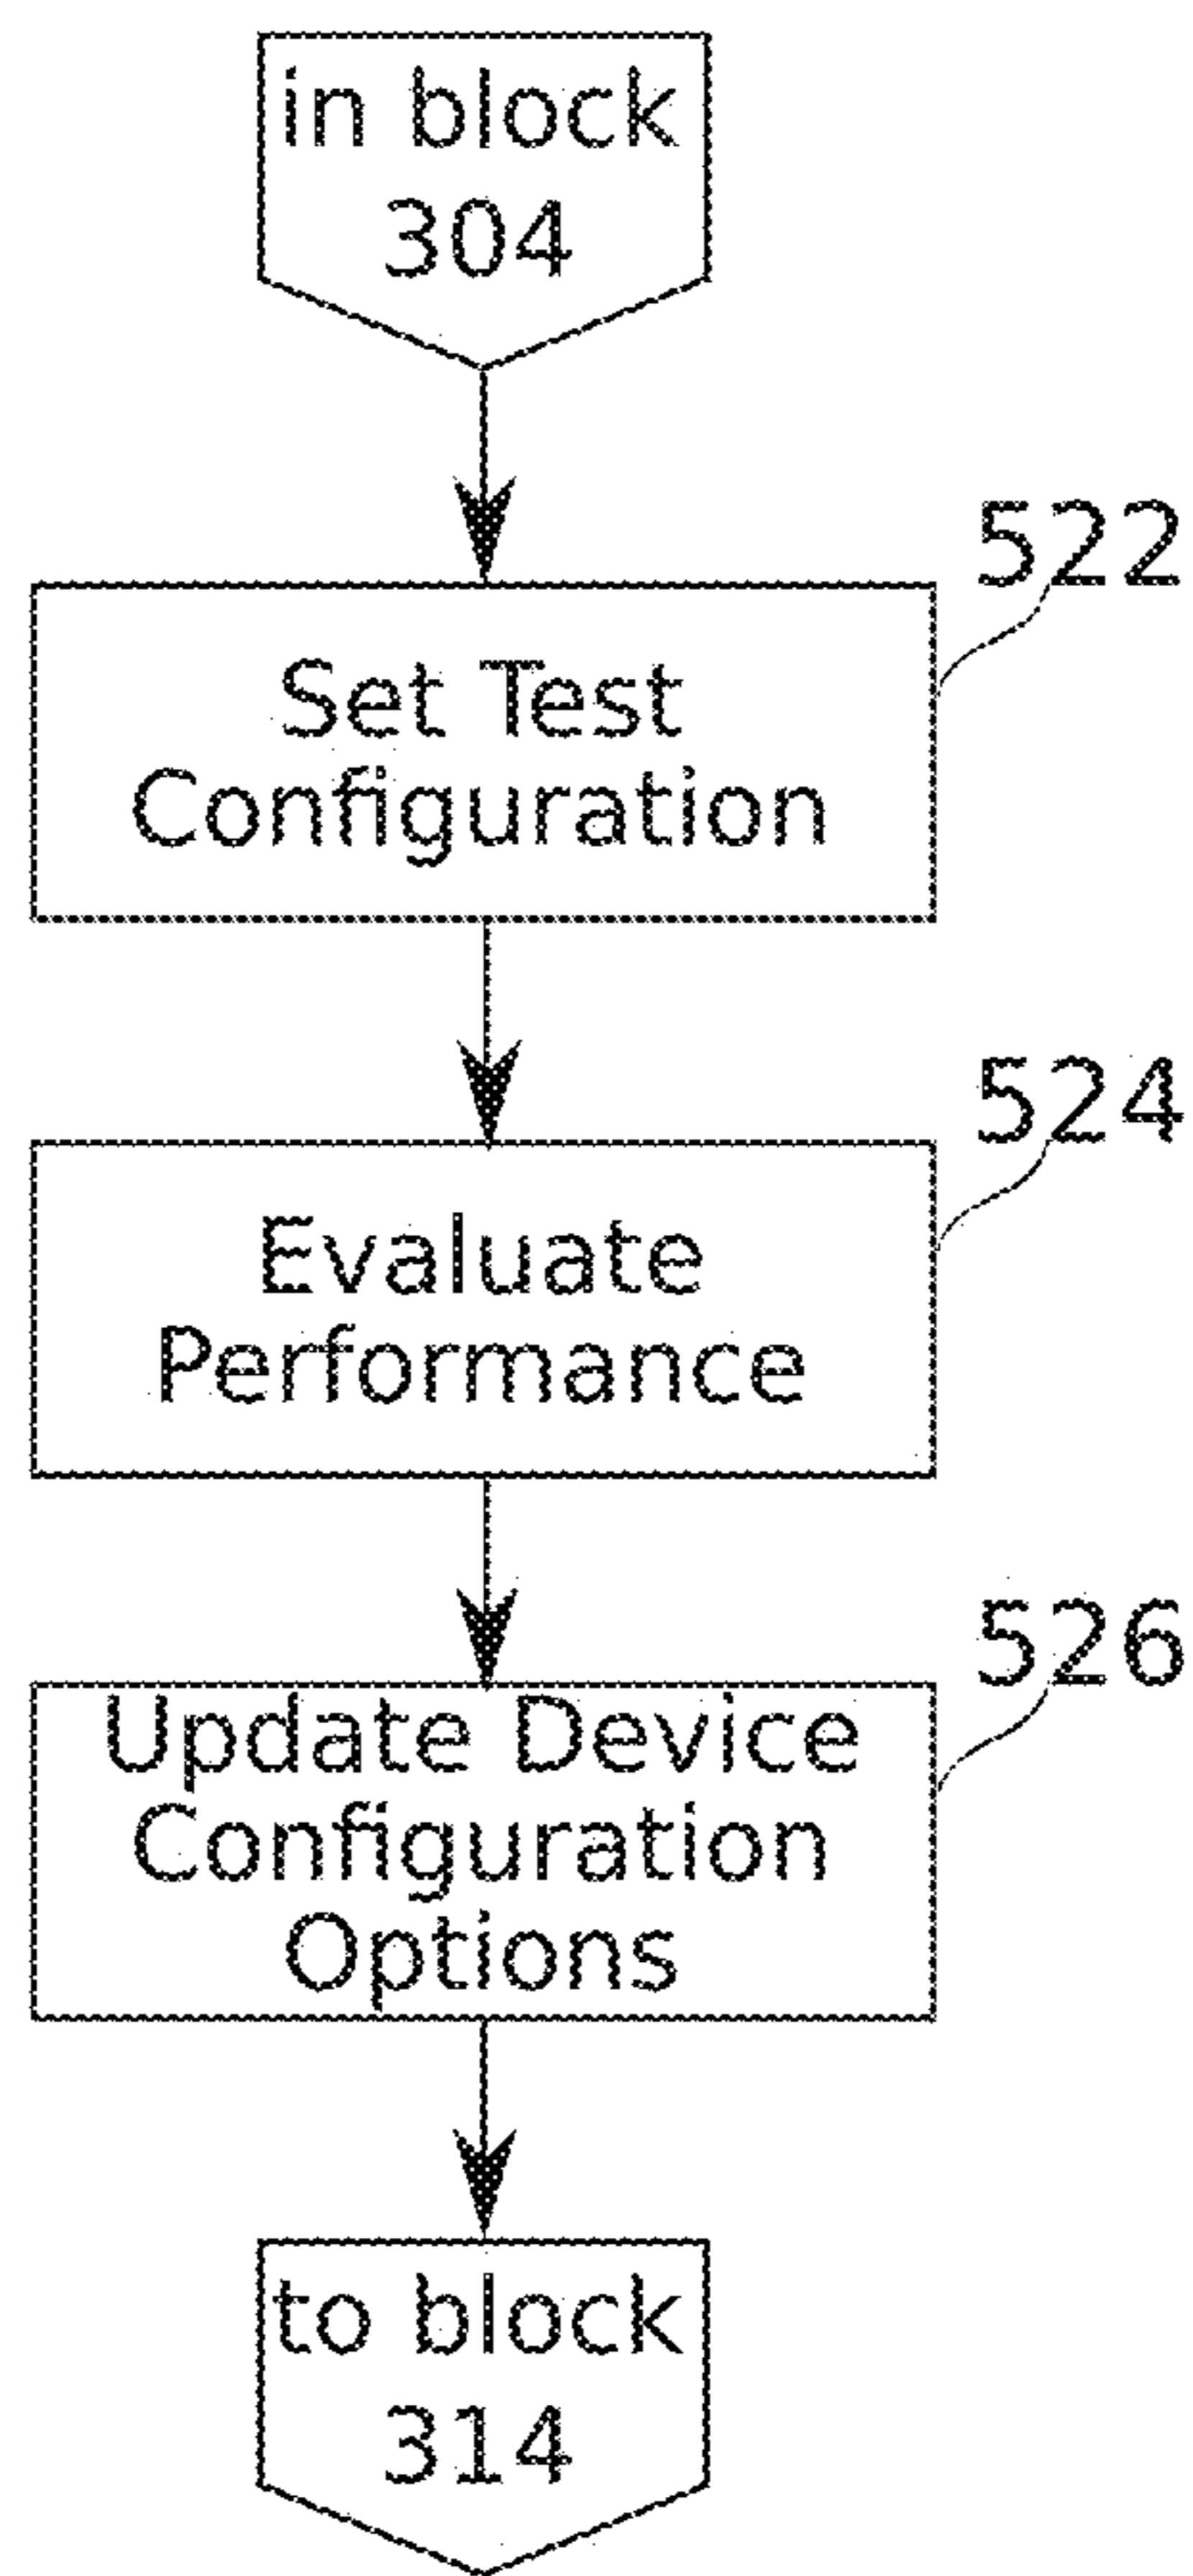 in block
304
522
Set Test
Configuration
524
Evaluate
Performance
526
Update Device
Configuration
Options
to block
314